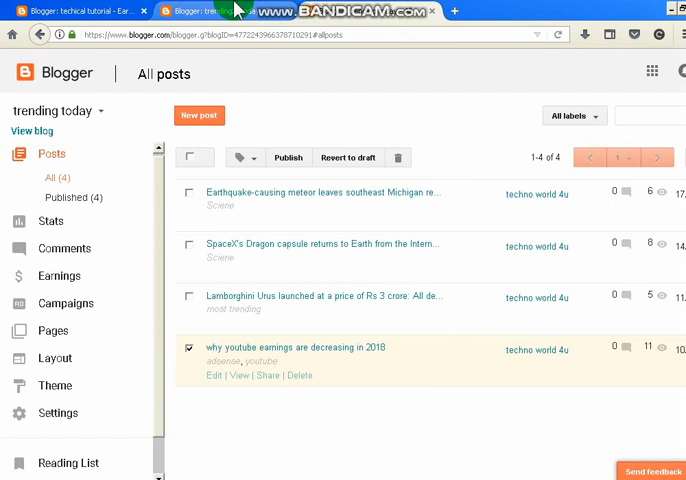 Blogger: techical tutorial - Ear...
Blogger: trending
www.BANDICAM.com
https://www.blogger.com/blogger.g?blogID=4772243966378710291#allposts
Blogger
All posts
trending today
View blog
New post
All labels
Posts
Publish
Revert to draft
1-4 of 4
1
All (4)
Published (4)
Earthquake-causing meteor leaves southeast Michigan re...
techno world 4u
0
6
17.
Sciene
Stats
Comments
SpaceX's Dragon capsule returns to Earth from the Intern...
techno world 4u
0
8
14.
Sciene
Earnings
Campaigns
Lamborghini Urus launched at a price of Rs 3 crore: All de...
techno world 4u
0
5
11.
most trending
Pages
why youtube earnings are decreasing in 2018
techno world 4u
0
11
10.
adsense, youtube
Edit | View | Share | Delete
Layout
Theme
Settings
Reading List
Send feedback